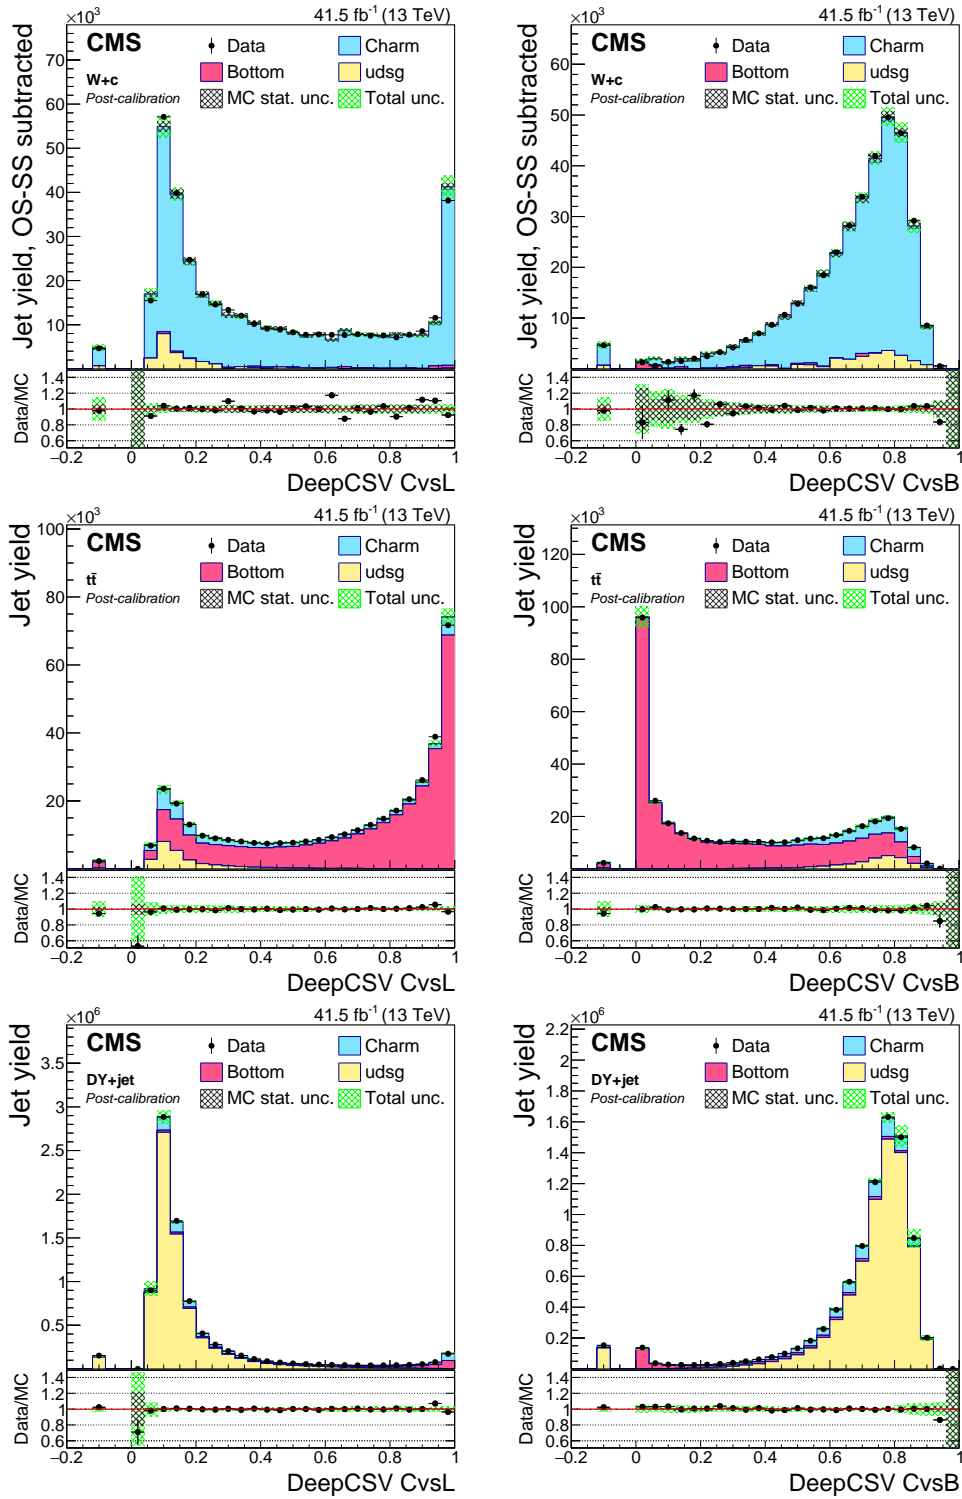 ×10³ 41.5 fb⁻¹ (13 TeV)
CMS
Data
Charm
W+c
Bottom
udsg
Post-calibration
MC stat. unc.
Total unc.
Jet yield, OS-SS subtracted
70
60
50
40
30
20
10
Data/MC
1.4
1.2
1
0.8
0.6
−0.2 0 0.2 0.4 0.6 0.8 1
DeepCSV CvsL
×10³ 41.5 fb⁻¹ (13 TeV)
CMS
Data
Charm
W+c
Bottom
udsg
Post-calibration
MC stat. unc.
Total unc.
Jet yield, OS-SS subtracted
60
50
40
30
20
10
Data/MC
1.4
1.2
1
0.8
0.6
−0.2 0 0.2 0.4 0.6 0.8 1
DeepCSV CvsB
×10³ 41.5 fb⁻¹ (13 TeV)
CMS
Data
Charm
tt̄
Bottom
udsg
Post-calibration
MC stat. unc.
Total unc.
Jet yield
100
80
60
40
20
Data/MC
1.4
1.2
1
0.8
0.6
−0.2 0 0.2 0.4 0.6 0.8 1
DeepCSV CvsL
×10³ 41.5 fb⁻¹ (13 TeV)
CMS
Data
Charm
tt̄
Bottom
udsg
Post-calibration
MC stat. unc.
Total unc.
Jet yield
120
100
80
60
40
20
Data/MC
1.4
1.2
1
0.8
0.6
−0.2 0 0.2 0.4 0.6 0.8 1
DeepCSV CvsB
×10⁶ 41.5 fb⁻¹ (13 TeV)
CMS
Data
Charm
DY+jet
Bottom
udsg
Post-calibration
MC stat. unc.
Total unc.
Jet yield
3.5
3
2.5
2
1.5
1
0.5
Data/MC
1.4
1.2
1
0.8
0.6
−0.2 0 0.2 0.4 0.6 0.8 1
DeepCSV CvsL
×10⁶ 41.5 fb⁻¹ (13 TeV)
CMS
Data
Charm
DY+jet
Bottom
udsg
Post-calibration
MC stat. unc.
Total unc.
Jet yield
2.2
2
1.8
1.6
1.4
1.2
1
0.8
0.6
0.4
0.2
Data/MC
1.4
1.2
1
0.8
0.6
−0.2 0 0.2 0.4 0.6 0.8 1
DeepCSV CvsB